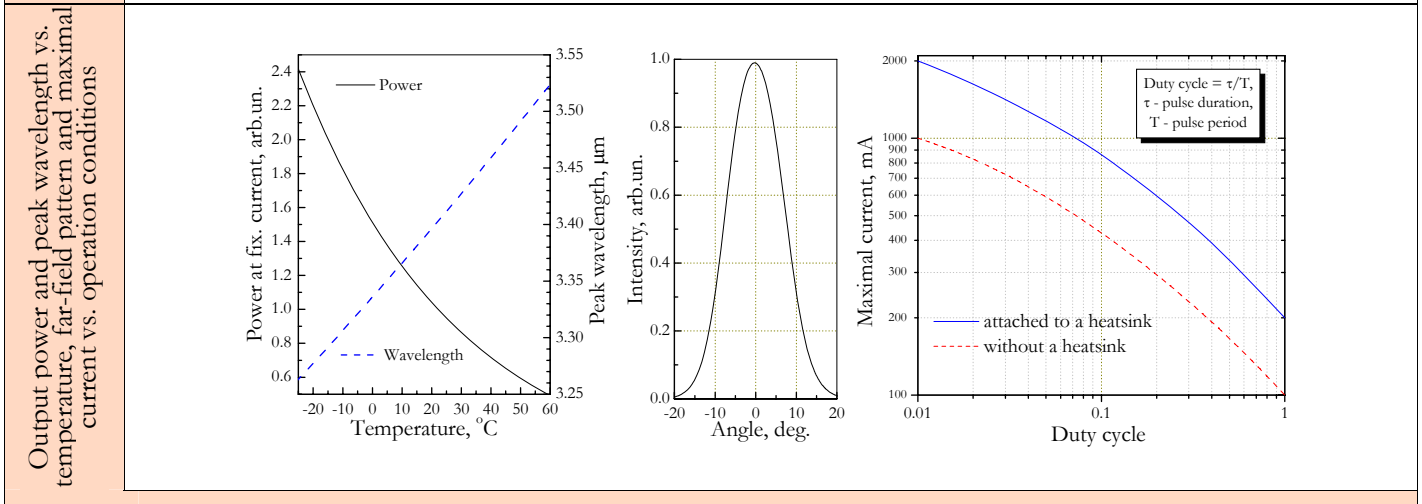 Output power and peak wavelength vs.
temperature, far-field pattern and maximal
current vs. operation conditions
2.4
2.2
2.0
1.8
1.6
1.4
1.2
1.0
0.8
0.6
Power at fix. current, arb.un.
Power
Wavelength
-20 -10 0 10 20 30 40 50 60
Temperature, °C
3.55
3.50
3.45
3.40
3.35
3.30
3.25
Peak wavelength, μm
1.0
0.8
0.6
0.4
0.2
0.0
Intensity, arb.un.
-20 -10 0 10 20
Angle, deg.
2000
1000
900
800
700
600
500
400
300
200
100
Maximal current, mA
Duty cycle = τ/T,
τ - pulse duration,
T - pulse period
attached to a heatsink
without a heatsink
0.01 0.1 1
Duty cycle